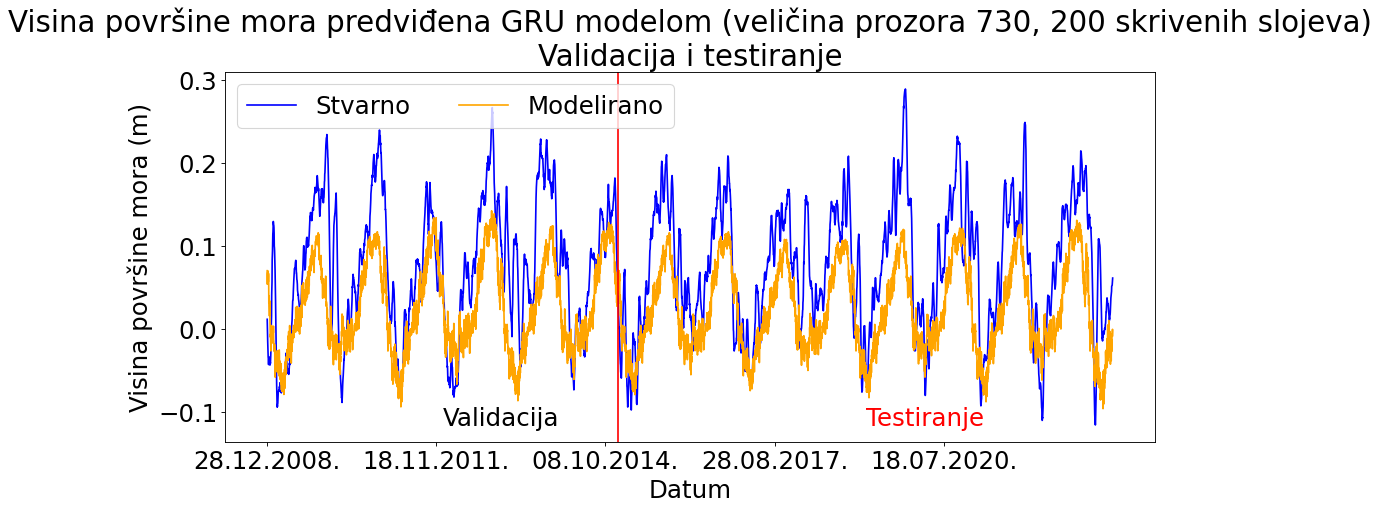 Visina površine mora predviđena GRU modelom (veličina prozora 730, 200 skrivenih slojeva)
Validacija i testiranje
Visina površine mora (m)
0.3
0.2
0.1
0.0
−0.1
Stvarno Modelirano
Validacija
Testiranje
28.12.2008. 18.11.2011. 08.10.2014. 28.08.2017. 18.07.2020.
Datum